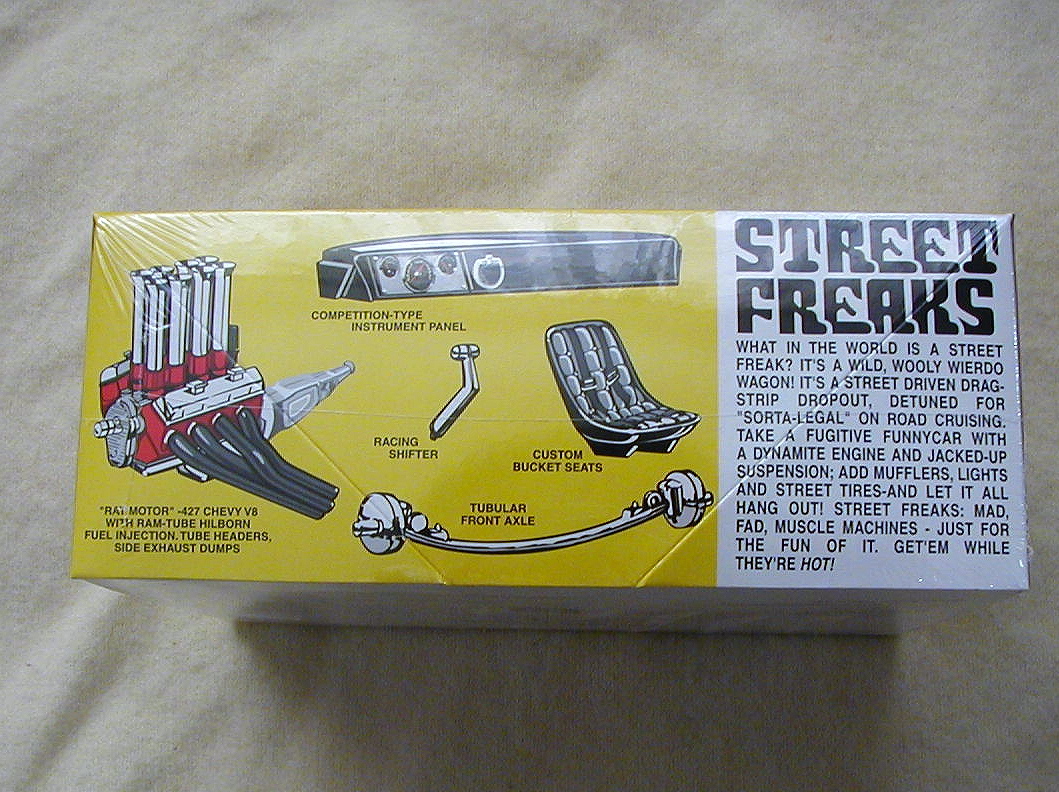 STREET
FREAKS
COMPETITION-TYPE
INSTRUMENT PANEL
RACING
SHIFTER
CUSTOM
BUCKET SEATS
"RAT MOTOR" -427 CHEVY V8
WITH RAM-TUBE HILBORN
FUEL INJECTION. TUBE HEADERS,
SIDE EXHAUST DUMPS
TUBULAR
FRONT AXLE
WHAT IN THE WORLD IS A STREET
FREAK? IT'S A WILD, WOOLY WIERDO
WAGON! IT'S A STREET DRIVEN DRAG-
STRIP DROPOUT, DETUNED FOR
"SORTA-LEGAL" ON ROAD CRUISING.
TAKE A FUGITIVE FUNNYCAR WITH
A DYNAMITE ENGINE AND JACKED-UP
SUSPENSION; ADD MUFFLERS, LIGHTS
AND STREET TIRES-AND LET IT ALL
HANG OUT! STREET FREAKS: MAD,
FAD, MUSCLE MACHINES - JUST FOR
THE FUN OF IT. GET'EM WHILE
THEY'RE HOT!